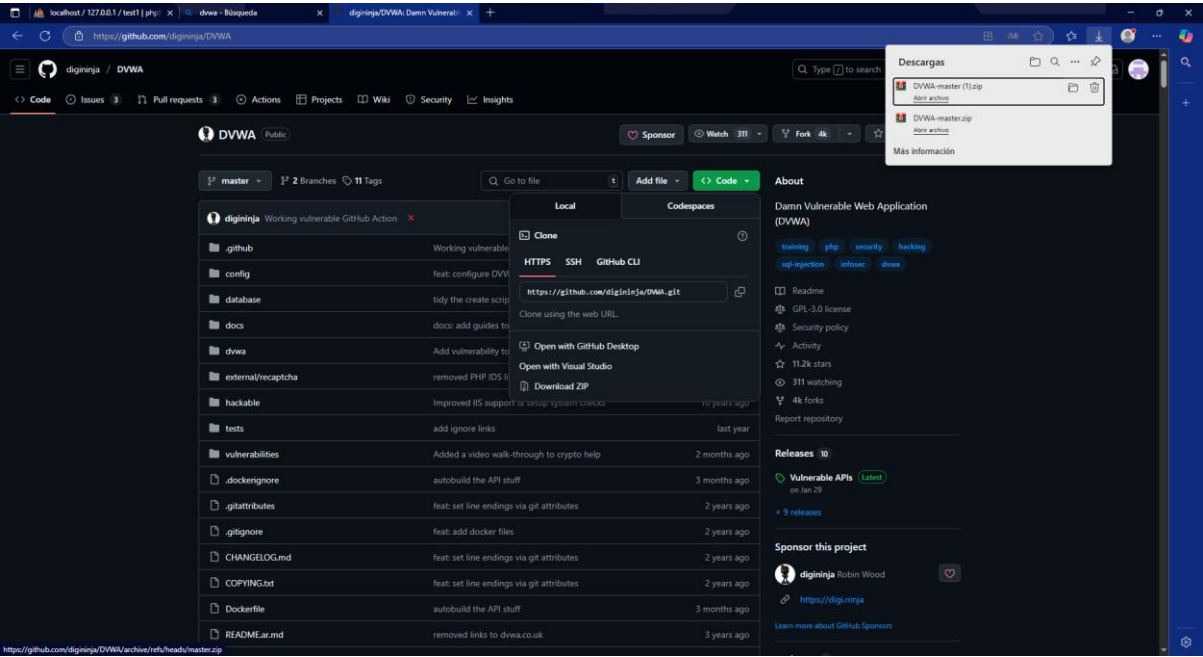 localhost / 127.0.0.1 / test1 | php
dvwa - Búsqueda
digininja/DVWA: Damn Vulnerabl
https://github.com/digininja/DVWA
digininja / DVWA
Type / to search
Code
Issues 3
Pull requests 3
Actions
Projects
Wiki
Security
Insights
Descargas
DVWA-master (1).zip
Abrir archivo
DVWA-master.zip
Abrir archivo
Más información
DVWA Public
Sponsor
Watch 311
Fork 4k
master
2 Branches
11 Tags
Go to file t
Add file
<> Code
Local
Codespaces
Clone
HTTPS SSH GitHub CLI
https://github.com/digininja/DVWA.git
Clone using the web URL.
Open with GitHub Desktop
Open with Visual Studio
Download ZIP
digininja Working vulnerable GitHub Action
.github Working vulnerable
config feat: configure DVW
database tidy the create scrip
docs docs: add guides to
dvwa Add vulnerability to
external/recaptcha removed PHP IDS
hackable Improved IIS support & setup system checks 10 years ago
tests add ignore links last year
vulnerabilities Added a video walk-through to crypto help 2 months ago
.dockerignore autobuild the API stuff 3 months ago
.gitattributes feat: set line endings via git attributes 2 years ago
.gitignore feat: add docker files 2 years ago
CHANGELOG.md feat: set line endings via git attributes 2 years ago
COPYING.txt feat: set line endings via git attributes 2 years ago
Dockerfile autobuild the API stuff 3 months ago
README.ar.md removed links to dvwa.co.uk 3 years ago
About
Damn Vulnerable Web Application
(DVWA)
training php security hacking
sql-injection infosec dvwa
Readme
GPL-3.0 license
Security policy
Activity
11.2k stars
311 watching
4k forks
Report repository
Releases 10
Vulnerable APIs Latest
on Jan 29
+ 9 releases
Sponsor this project
digininja Robin Wood
https://digi.ninja
Learn more about GitHub Sponsors
https://github.com/digininja/DVWA/archive/refs/heads/master.zip